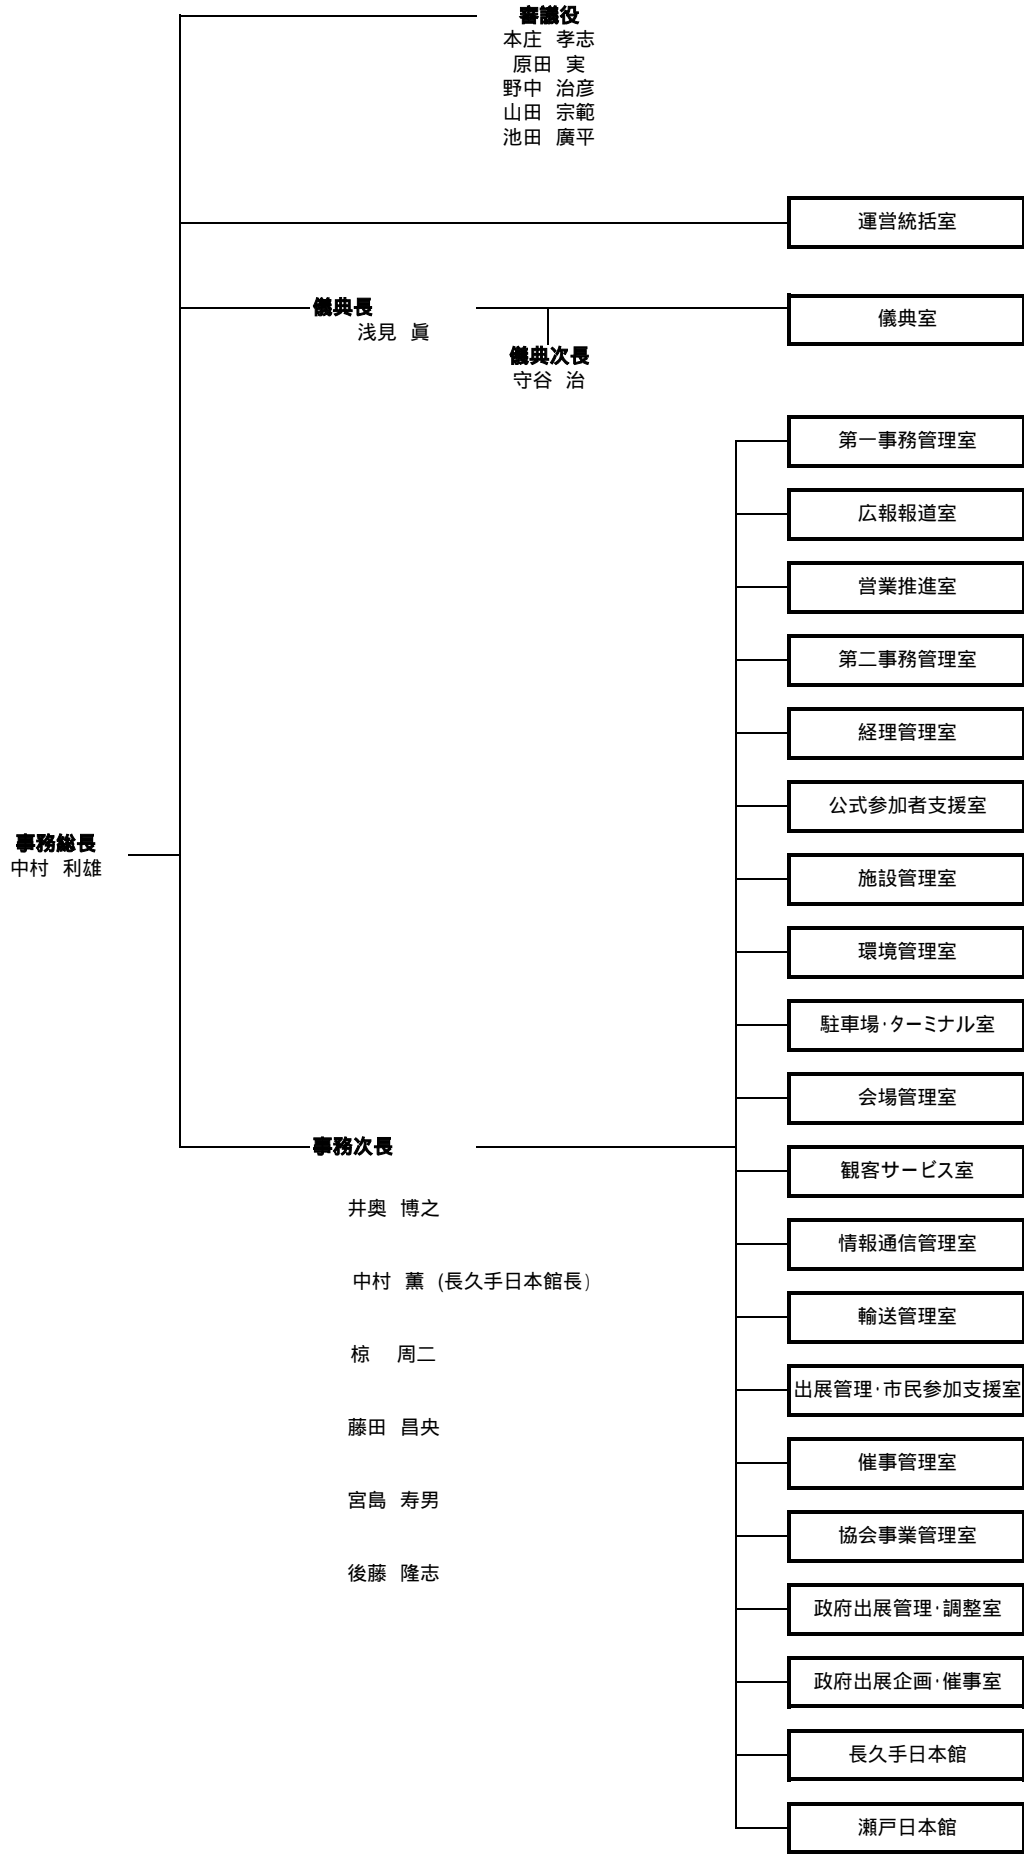 審議役
本庄 孝志
原田 実
野中 治彦
山田 宗範
池田 廣平
運営統括室
儀典長
浅見 眞
儀典室
儀典次長
守谷 治
第一事務管理室
広報報道室
営業推進室
第二事務管理室
経理管理室
公式参加者支援室
事務総長
中村 利雄
施設管理室
環境管理室
駐車場･ターミナル室
会場管理室
事務次長
観客サービス室
井奥 博之
情報通信管理室
中村 薫 (長久手日本館長)
輸送管理室
椋 周二
出展管理･市民参加支援室
藤田 昌央
催事管理室
宮島 寿男
協会事業管理室
後藤 隆志
政府出展管理･調整室
政府出展企画･催事室
長久手日本館
瀬戸日本館